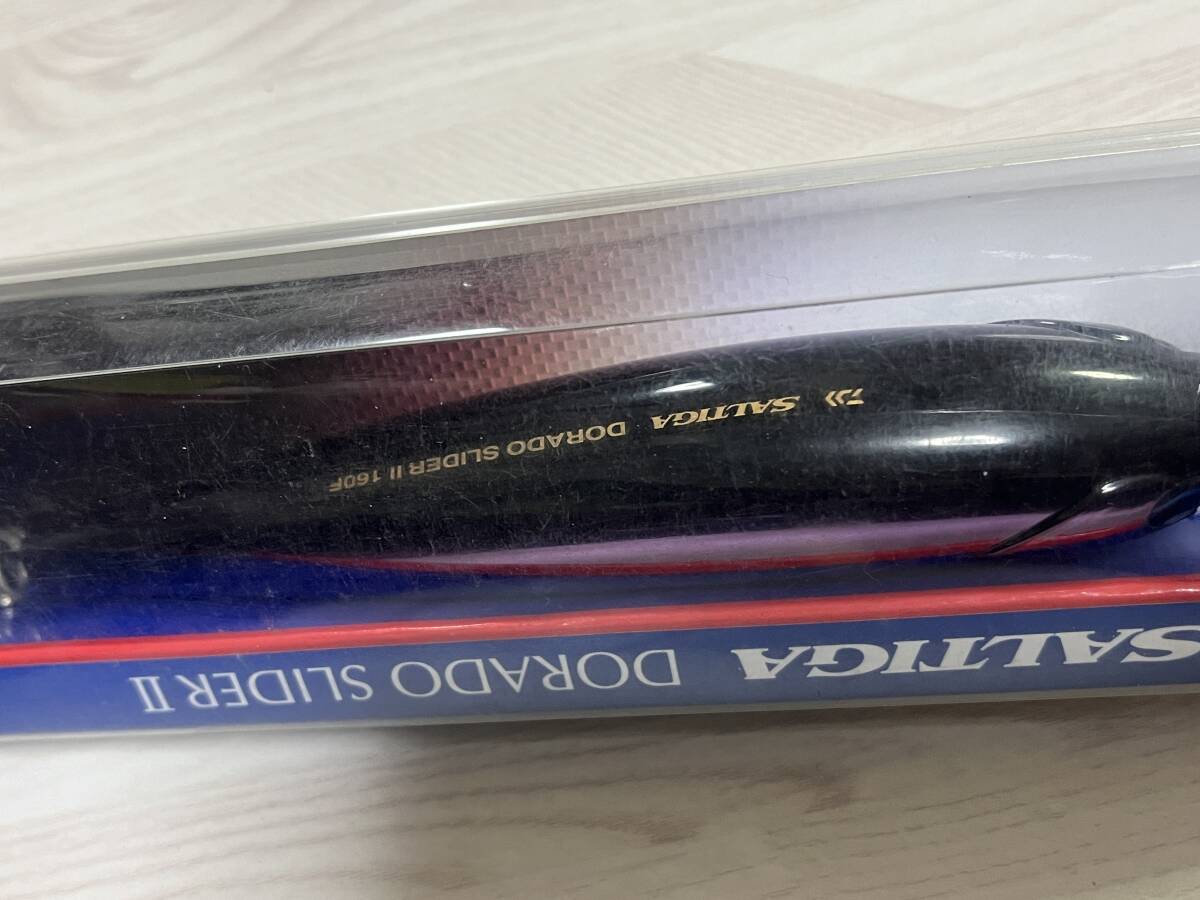 SALTIGA DORADO SLIDER II 160F
SALTIGA DORADO SLIDER II